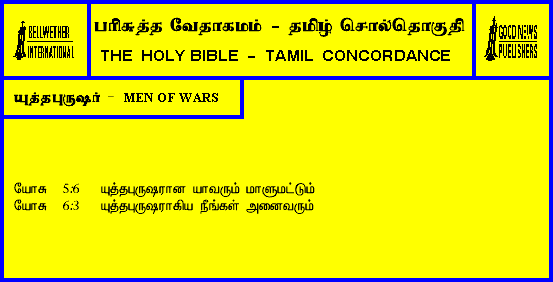 BELLWETHER
INTERNATIONAL
பரிசுத்த வேதாகமம் - தமிழ் சொல்தொகுதி
THE HOLY BIBLE - TAMIL CONCORDANCE
GOOD NEWS
PUBLISHERS
யுத்தபுருஷர் - MEN OF WARS
யோசு 5:6 யுத்தபுருஷரான யாவரும் மாளுமட்டும்
யோசு 6:3 யுத்தபுருஷராகிய நீங்கள் அனைவரும்